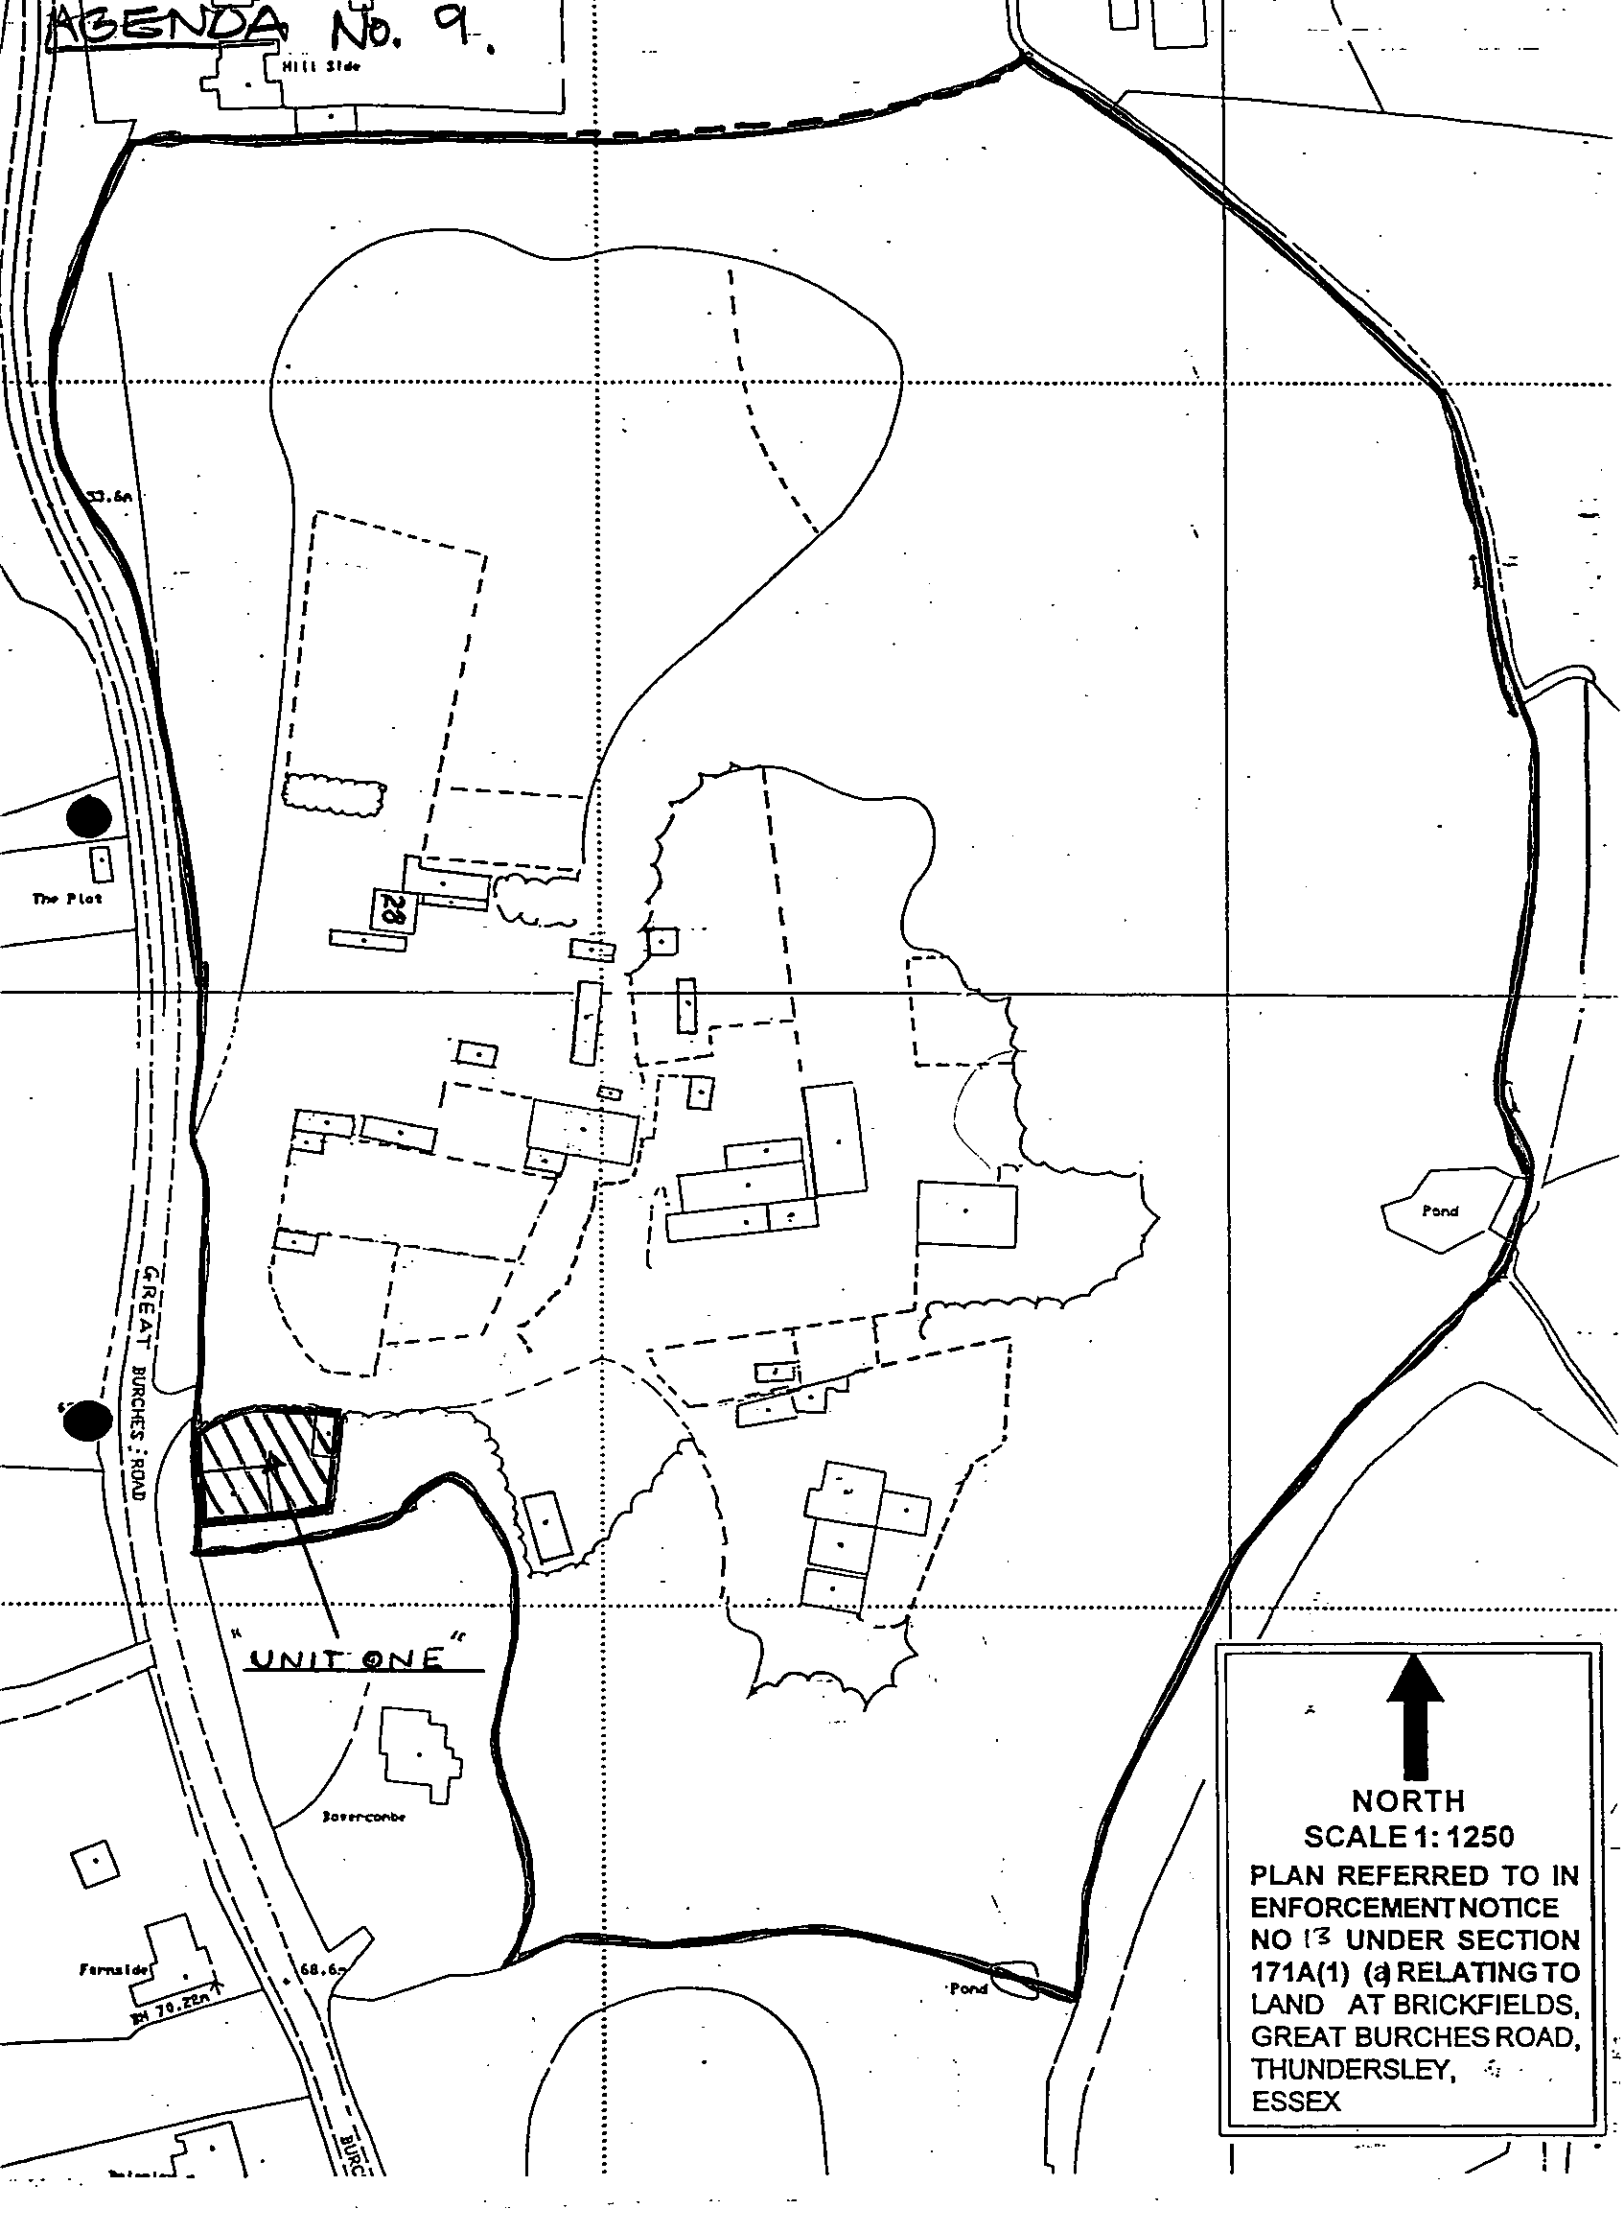 AGENDA No. 9.
Hill Side
53.6m
The Plat
28
GREAT BURCHES ROAD
Pond
"UNIT ONE"
Bovercombe
Fernside
68.6m
BM 70.22m
Pond
BURC
NORTH
SCALE 1:1250
PLAN REFERRED TO IN
ENFORCEMENT NOTICE
NO 13 UNDER SECTION
171A(1) (a) RELATING TO
LAND AT BRICKFIELDS,
GREAT BURCHES ROAD,
THUNDERSLEY,
ESSEX